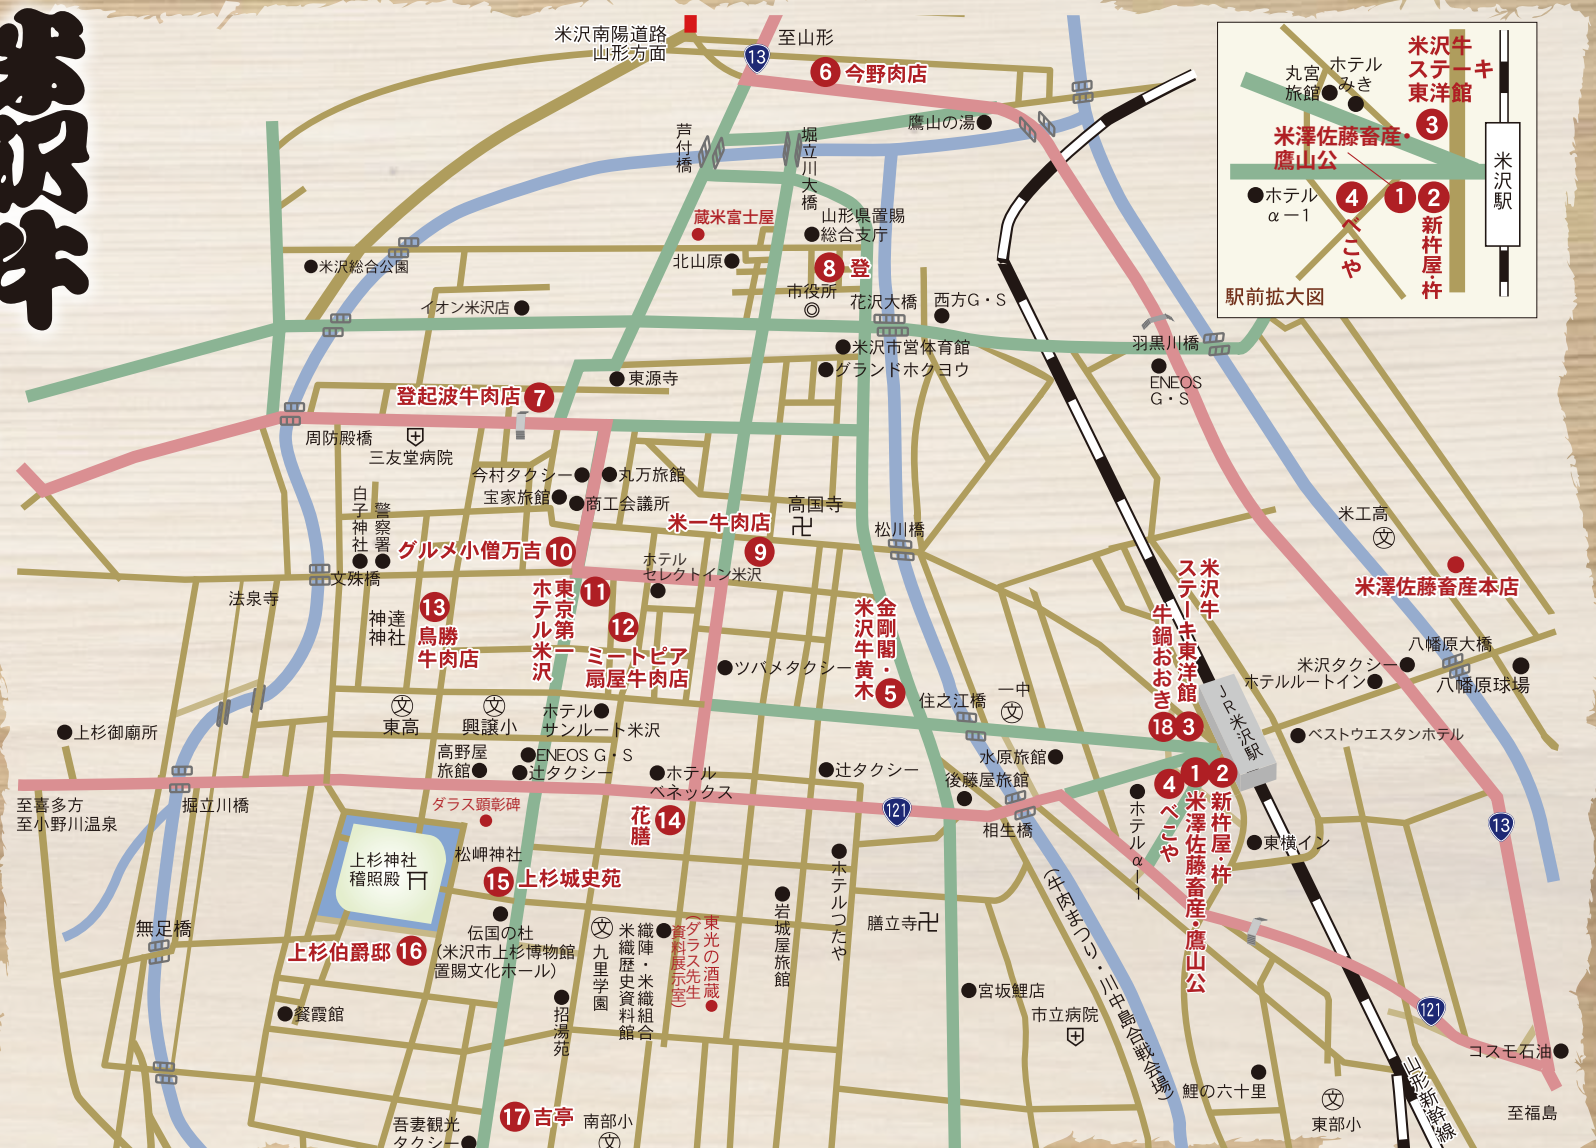 米沢牛
米沢南陽道路
山形方面
至山形
13
6 今野肉店
鷹山の湯
芦付橋
堀立川大橋
蔵米富士屋
山形県置賜
総合支庁
北山原
8 登
市役所
花沢大橋
西方G・S
米沢総合公園
イオン米沢店
米沢市営体育館
グランドホクヨウ
東源寺
羽黒川橋
ENEOS
G・S
登起波牛肉店 7
周防殿橋
三友堂病院
今村タクシー
丸万旅館
宝家旅館
商工会議所
白子神社
警察署
米一牛肉店
9
高国寺
松川橋
米工高
文
グルメ小僧万吉 10
文殊橋
ホテル
セレクトイン米沢
法泉寺
神達
神社
13
鳥勝
牛肉店
11
東京第一
ホテル米沢
12
ミートピア
扇屋牛肉店
ツバメタクシー
金剛閣・
米沢牛黄木
5
米沢牛
ステーキ東洋館
牛鍋おおき
18 3
米澤佐藤畜産本店
八幡原大橋
米沢タクシー
ホテルルートイン
八幡原球場
ベストウエスタンホテル
JR米沢駅
住之江橋
一中
文
水原旅館
後藤屋旅館
相生橋
文
東高
文
興譲小
ホテル
サンルート米沢
高野屋
旅館
ENEOS G・S
辻タクシー
ホテル
ベネックス
辻タクシー
上杉御廟所
至喜多方
至小野川温泉
堀立川橋
ダラス顕彰碑
花膳
14
121
4
べこや
1
米澤佐藤畜産・鷹山公
2
新杵屋・杵
ホテルα−1
東横イン
13
上杉神社
稽照殿
松岬神社
15 上杉城史苑
伝国の杜
(米沢市上杉博物館
置賜文化ホール)
上杉伯爵邸 16
無足橋
餐霞館
招湯苑
文
九里学園
織陣・米織組合
米織歴史資料館
東光の酒蔵
(ダラス先生
資料展示室)
岩城屋旅館
ホテルつたや
膳立寺
宮坂鯉店
市立病院
(牛肉まつり・川中島合戦会場)
鯉の六十里
文
東部小
121
コスモ石油
至福島
山形新幹線
17 吉亭
南部小
文
吾妻観光
タクシー
米沢牛
ステーキ
東洋館
3
丸宮
旅館
ホテル
みき
米澤佐藤畜産・
鷹山公
米沢駅
ホテル
α−1
4
べこや
1
2
新杵屋・杵
駅前拡大図